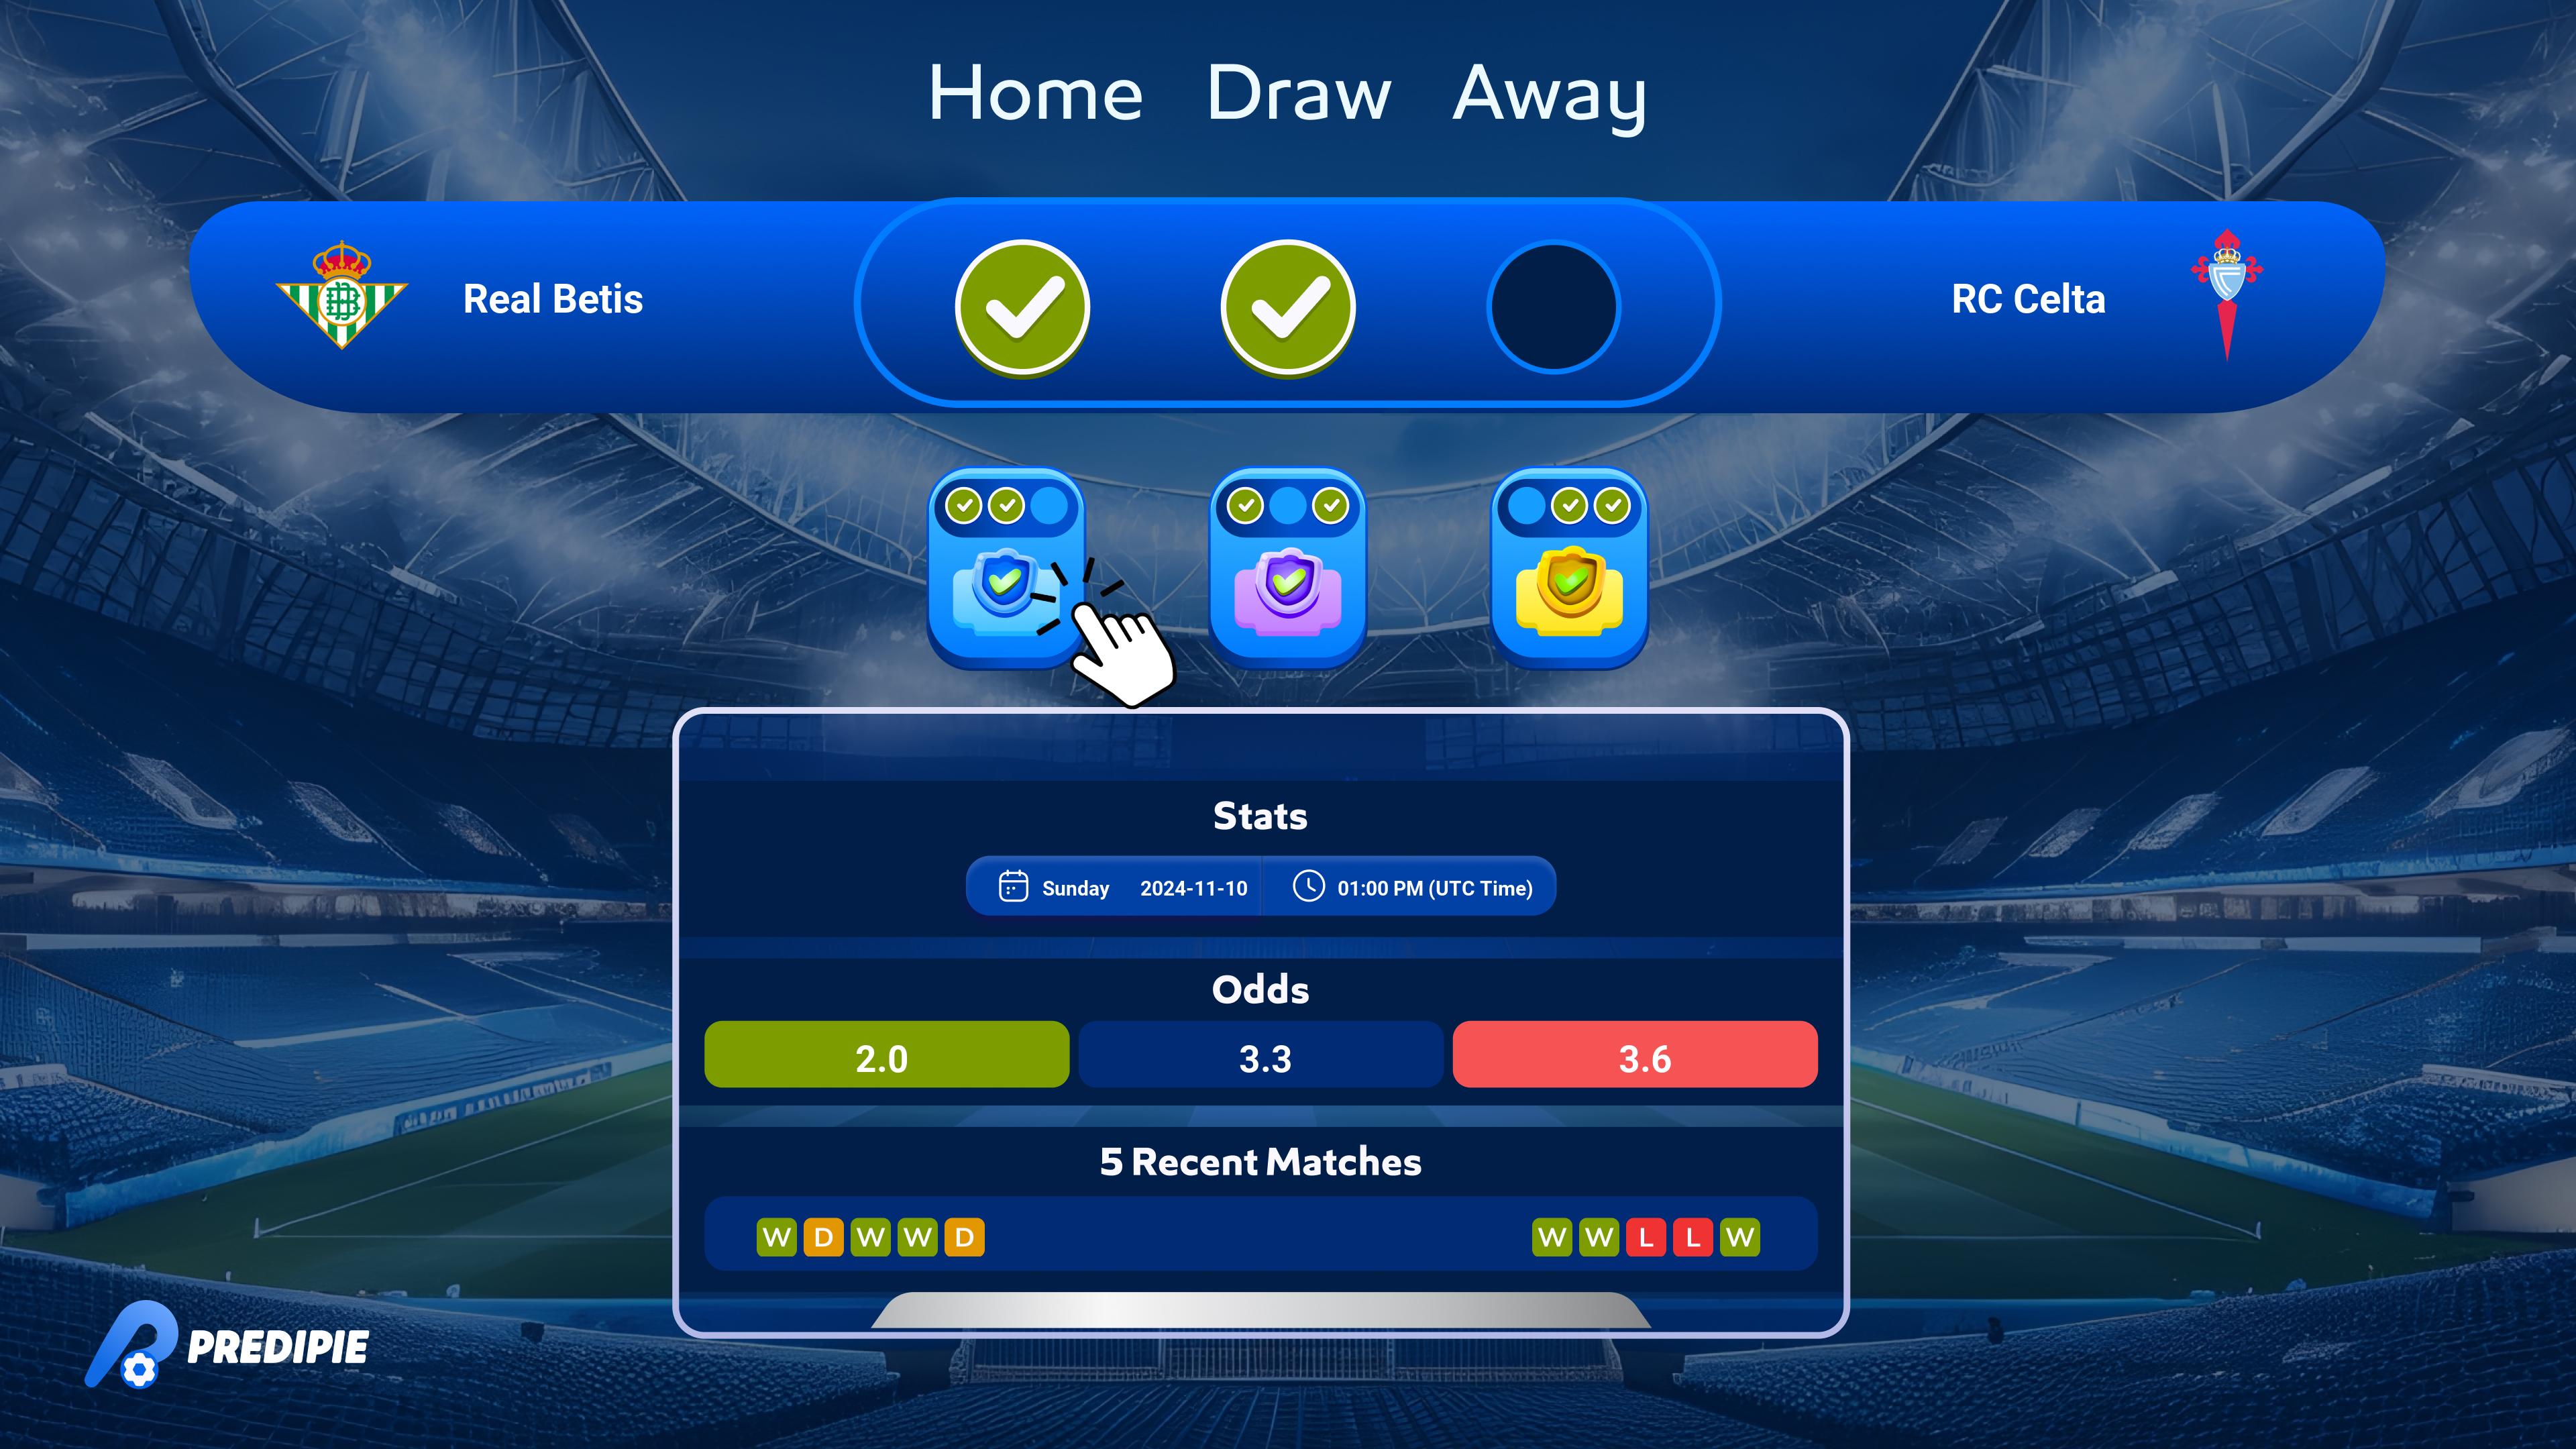 Home Draw Away
Real Betis
RC Celta
Stats
Sunday 2024-11-10 01:00 PM (UTC Time)
Odds
2.0 3.3 3.6
5 Recent Matches
W D W W D W W L L W
PREDIPIE